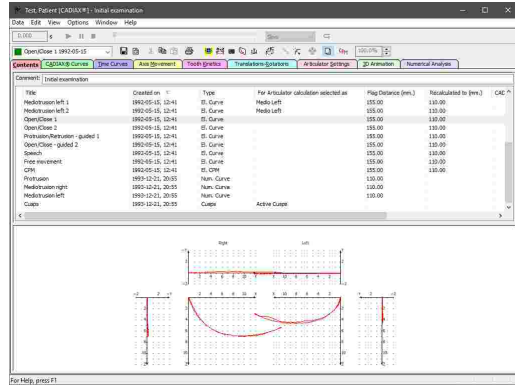 Test, Patient [CADIAX®] - Initial examination
Data Edit View Options Window Help
0.000 s
Open/Close 1 1992-05-15
100.0%
Contents CADIAX® Curves Time Curves Axis Movement Tooth Kinetics Translations-Rotations Articulator Settings 3D Animation Numerical Analysis
Comment: Initial examination
Title Created on Type For Articulator calculation selected as Flag Distance (mm.) Recalculated to (mm.) CAC
Mediotrusion left 1 1992-05-15, 12:41 El. Curve Medio Left 155.00 110.00
Mediotrusion left 2 1992-05-15, 12:41 El. Curve Medio Left 155.00 110.00
Open/Close 1 1992-05-15, 12:41 El. Curve 155.00 110.00
Open/Close 2 1992-05-15, 12:41 El. Curve 155.00 110.00
Protrusion/Retrusion - guided 1 1992-05-15, 12:41 El. Curve 155.00 110.00
Open/Close - guided 2 1992-05-15, 12:41 El. Curve 155.00 110.00
Speech 1992-05-15, 12:41 El. Curve 155.00 110.00
Free movement 1992-05-15, 12:41 El. Curve 155.00 110.00
CPM 1992-05-15, 12:41 El. CPM 155.00 110.00
Protrusion 1993-12-21, 20:55 Num. Curve 110.00
Mediotrusion right 1993-12-21, 20:55 Num. Curve 110.00
Mediotrusion left 1993-12-21, 20:55 Num. Curve 110.00
Cusps 1993-12-21, 20:55 Cusps Active Cusps
Right Left
For Help, press F1